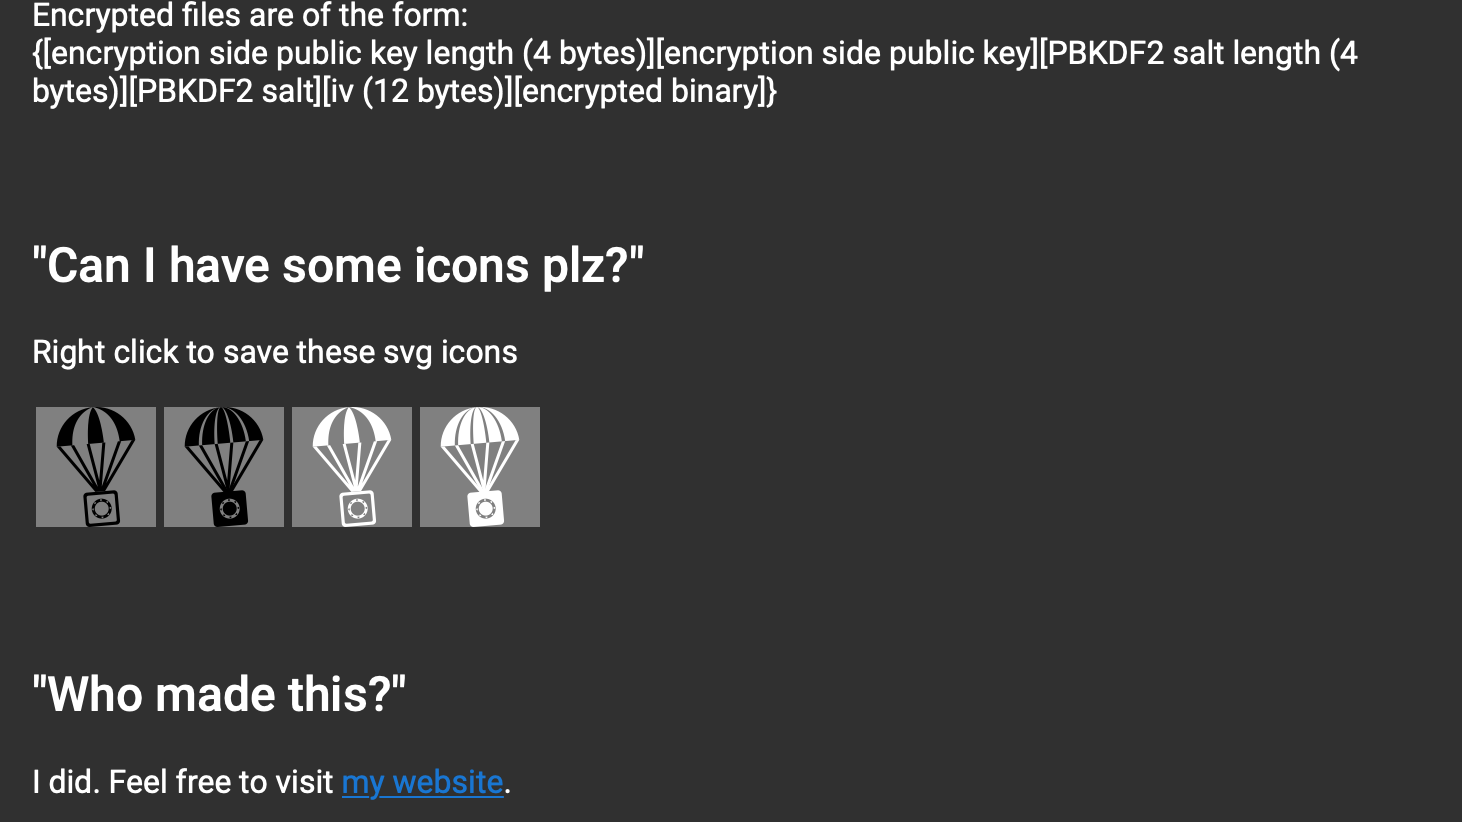 Encrypted files are of the form:
{[encryption side public key length (4 bytes)][encryption side public key][PBKDF2 salt length (4
bytes)][PBKDF2 salt][iv (12 bytes)][encrypted binary]}
"Can I have some icons plz?"
Right click to save these svg icons
"Who made this?"
I did. Feel free to visit my website.